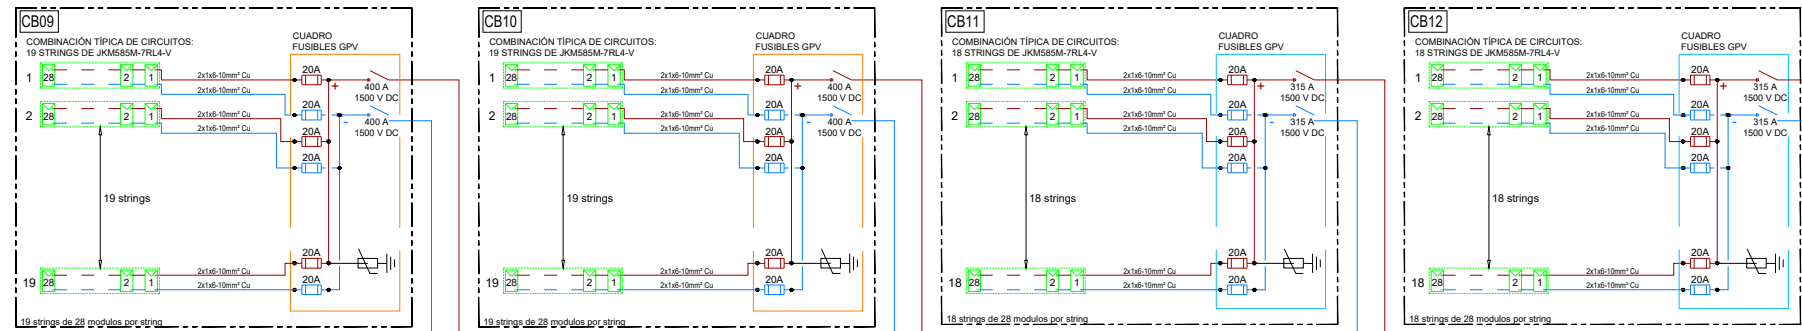 CB09
COMBINACIÓN TÍPICA DE CIRCUITOS:
19 STRINGS DE JKM585M-7RL4-V
CUADRO
FUSIBLES GPV
1
28
2
1
2x1x6-10mm² Cu
2x1x6-10mm² Cu
20A
+
400 A
1500 V DC
2
28
2
1
2x1x6-10mm² Cu
2x1x6-10mm² Cu
20A
-
400 A
1500 V DC
20A
20A
19 strings
19
28
2
1
2x1x6-10mm² Cu
2x1x6-10mm² Cu
20A
20A
19 strings de 28 modulos por string
CB10
COMBINACIÓN TÍPICA DE CIRCUITOS:
19 STRINGS DE JKM585M-7RL4-V
CUADRO
FUSIBLES GPV
1
28
2
1
2x1x6-10mm² Cu
2x1x6-10mm² Cu
20A
+
400 A
1500 V DC
2
28
2
1
2x1x6-10mm² Cu
2x1x6-10mm² Cu
20A
-
400 A
1500 V DC
20A
20A
19 strings
19
28
2
1
2x1x6-10mm² Cu
2x1x6-10mm² Cu
20A
20A
19 strings de 28 modulos por string
CB11
COMBINACIÓN TÍPICA DE CIRCUITOS:
18 STRINGS DE JKM585M-7RL4-V
CUADRO
FUSIBLES GPV
1
28
2
1
2x1x6-10mm² Cu
2x1x6-10mm² Cu
20A
+
315 A
1500 V DC
2
28
2
1
2x1x6-10mm² Cu
2x1x6-10mm² Cu
20A
-
315 A
1500 V DC
20A
20A
18 strings
18
28
2
1
2x1x6-10mm² Cu
2x1x6-10mm² Cu
20A
20A
18 strings de 28 modulos por string
CB12
COMBINACIÓN TÍPICA DE CIRCUITOS:
18 STRINGS DE JKM585M-7RL4-V
CUADRO
FUSIBLES GPV
1
28
2
1
2x1x6-10mm² Cu
2x1x6-10mm² Cu
20A
+
315 A
1500 V DC
2
28
2
1
2x1x6-10mm² Cu
2x1x6-10mm² Cu
20A
-
315 A
1500 V DC
20A
20A
18 strings
18
28
2
1
2x1x6-10mm² Cu
2x1x6-10mm² Cu
20A
20A
18 strings de 28 modulos por string